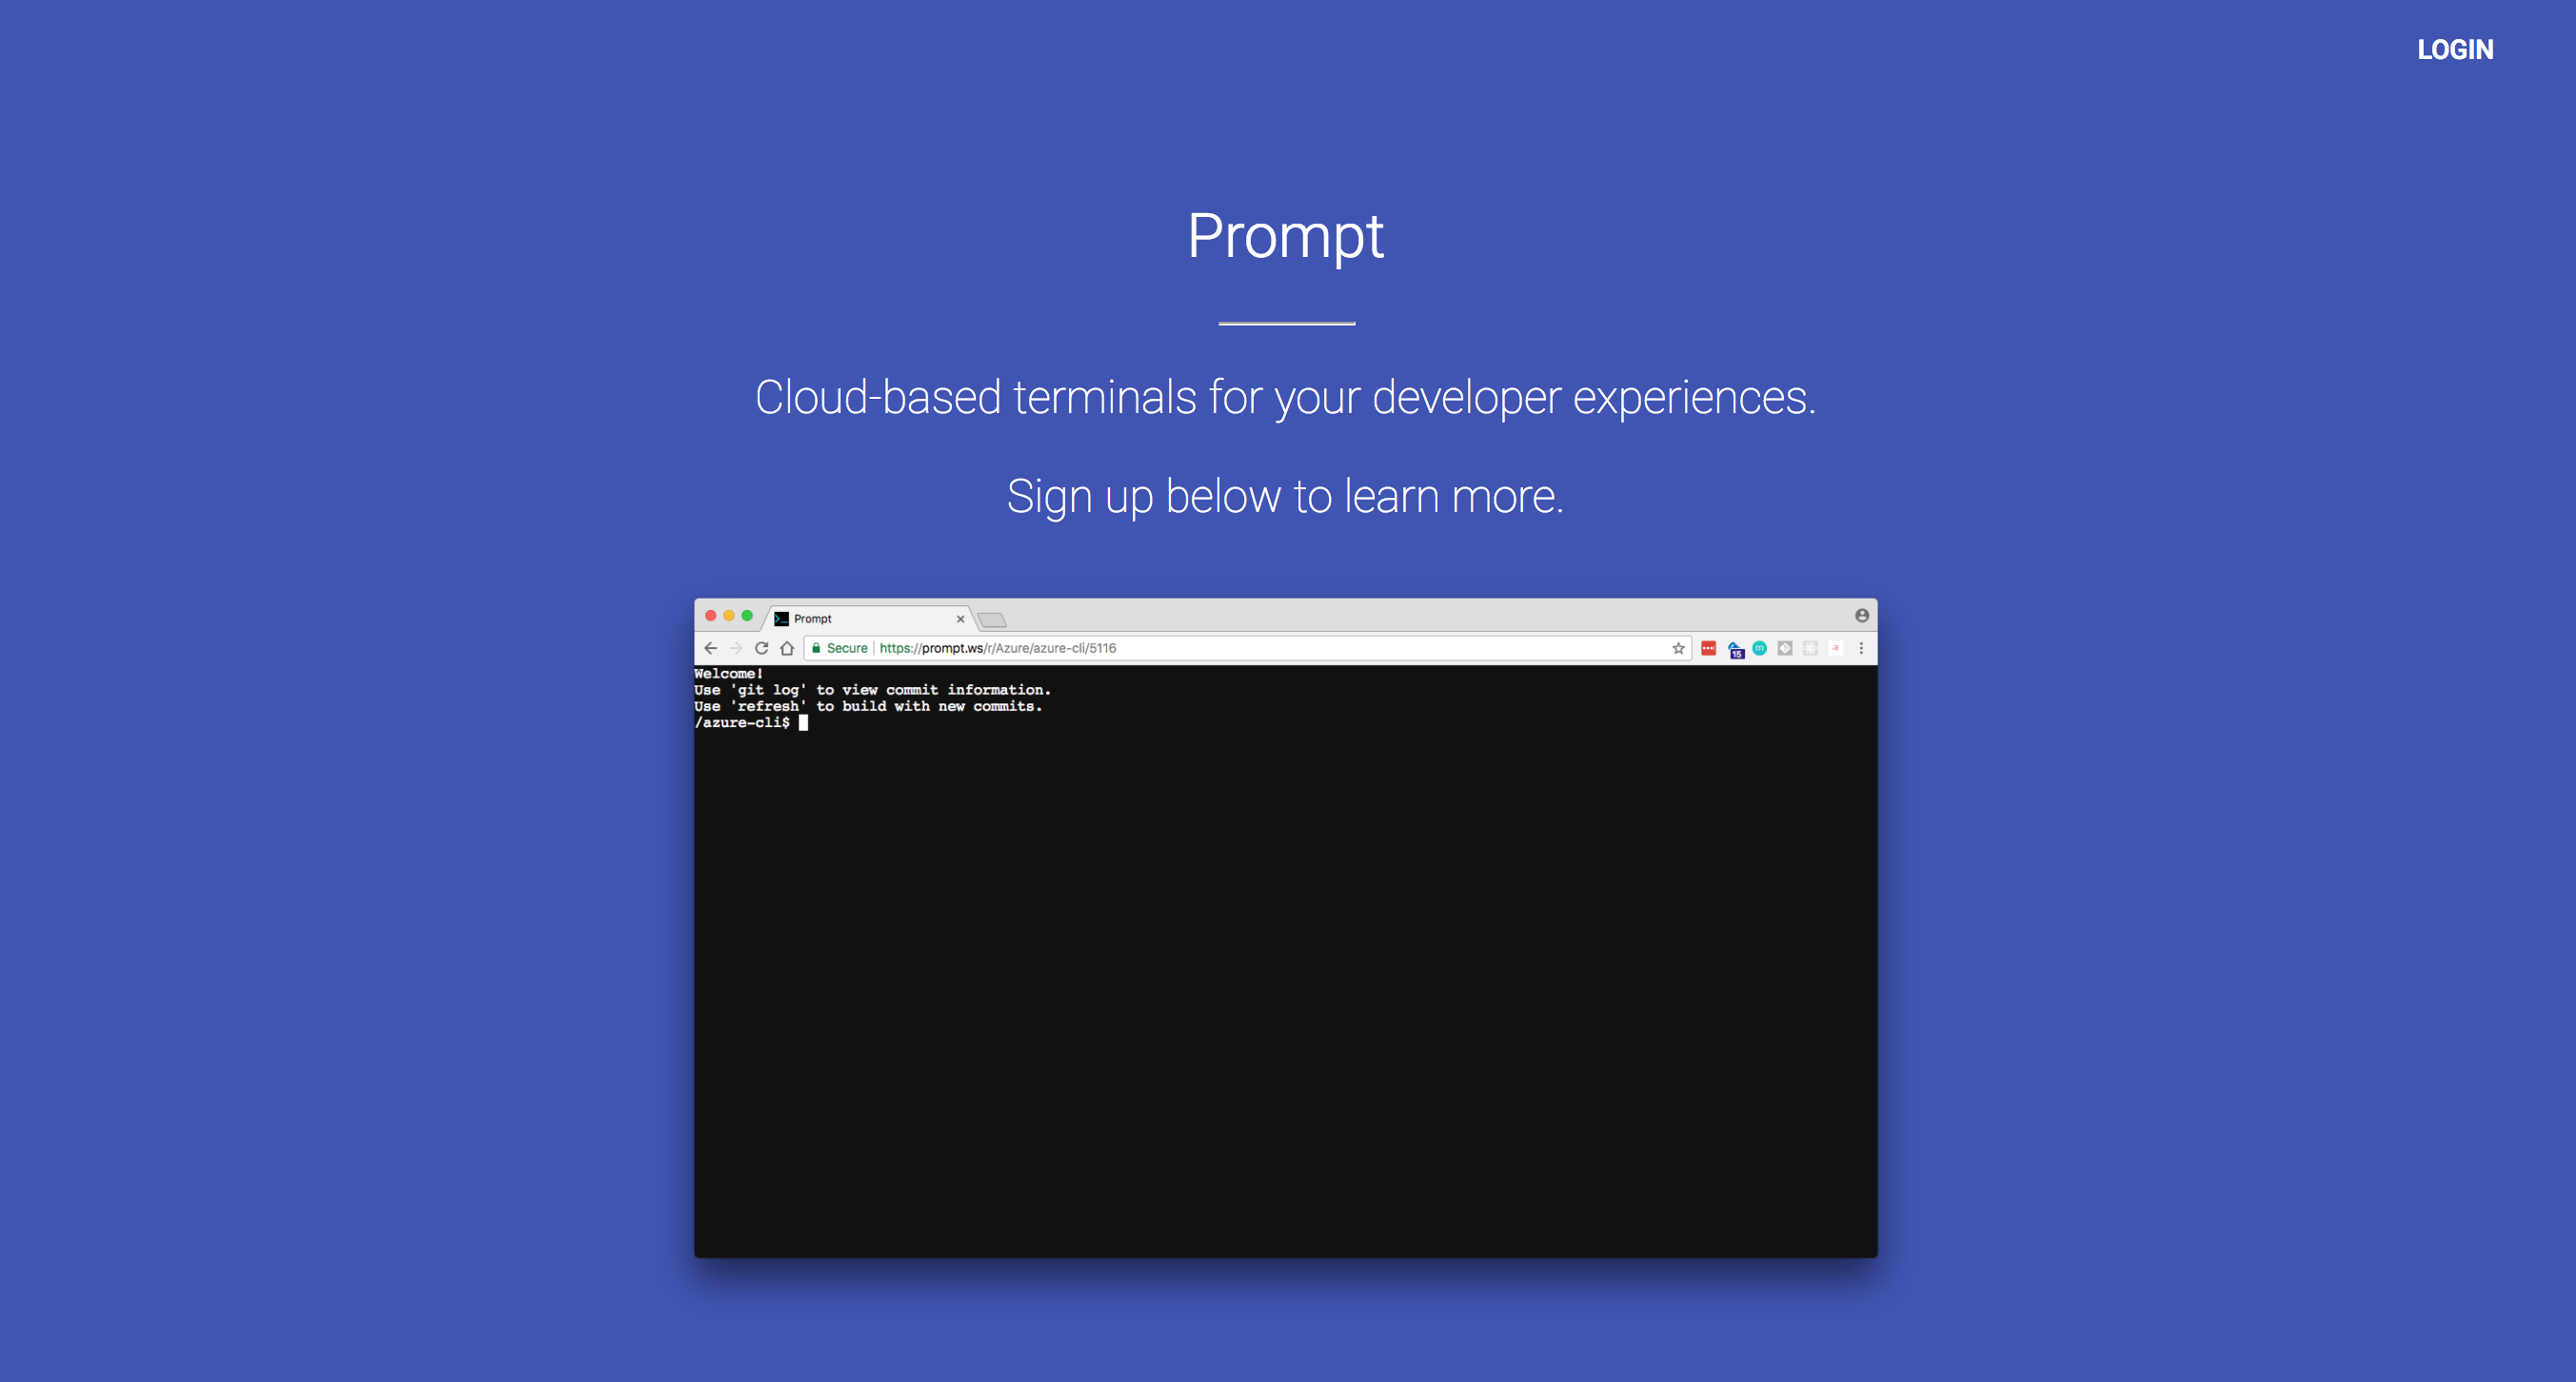 LOGIN
Prompt
Cloud-based terminals for your developer experiences.
Sign up below to learn more.
Prompt
Secure https://prompt.ws/r/Azure/azure-cli/5116
15
m
Welcome!
Use 'git log' to view commit information.
Use 'refresh' to build with new commits.
/azure-cli$